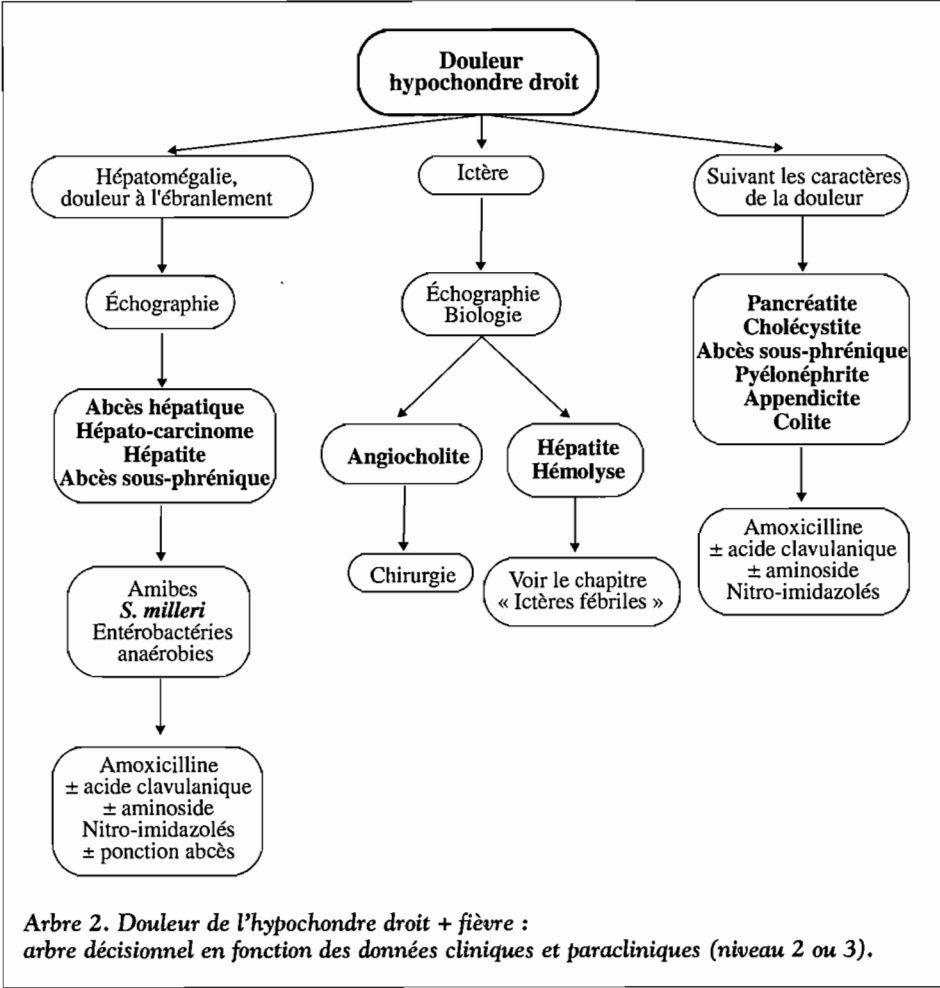 Douleur
hypochondre droit
Hépatomégalie,
douleur à l'ébranlement
Échographie
Abcès hépatique
Hépato-carcinome
Hépatite
Abcès sous-phrénique
Amibes
S. milleri
Entérobactéries
anaérobies
Amoxicilline
± acide clavulanique
± aminoside
Nitro-imidazolés
± ponction abcès
Ictère
Échographie
Biologie
Angiocholite
Chirurgie
Hépatite
Hémolyse
Voir le chapitre
« Ictères fébriles »
Suivant les caractères
de la douleur
Pancréatite
Cholécystite
Abcès sous-phrénique
Pyélonéphrite
Appendicite
Colite
Amoxicilline
± acide clavulanique
± aminoside
Nitro-imidazolés
Arbre 2. Douleur de l'hypochondre droit + fièvre :
arbre décisionnel en fonction des données cliniques et paracliniques (niveau 2 ou 3).